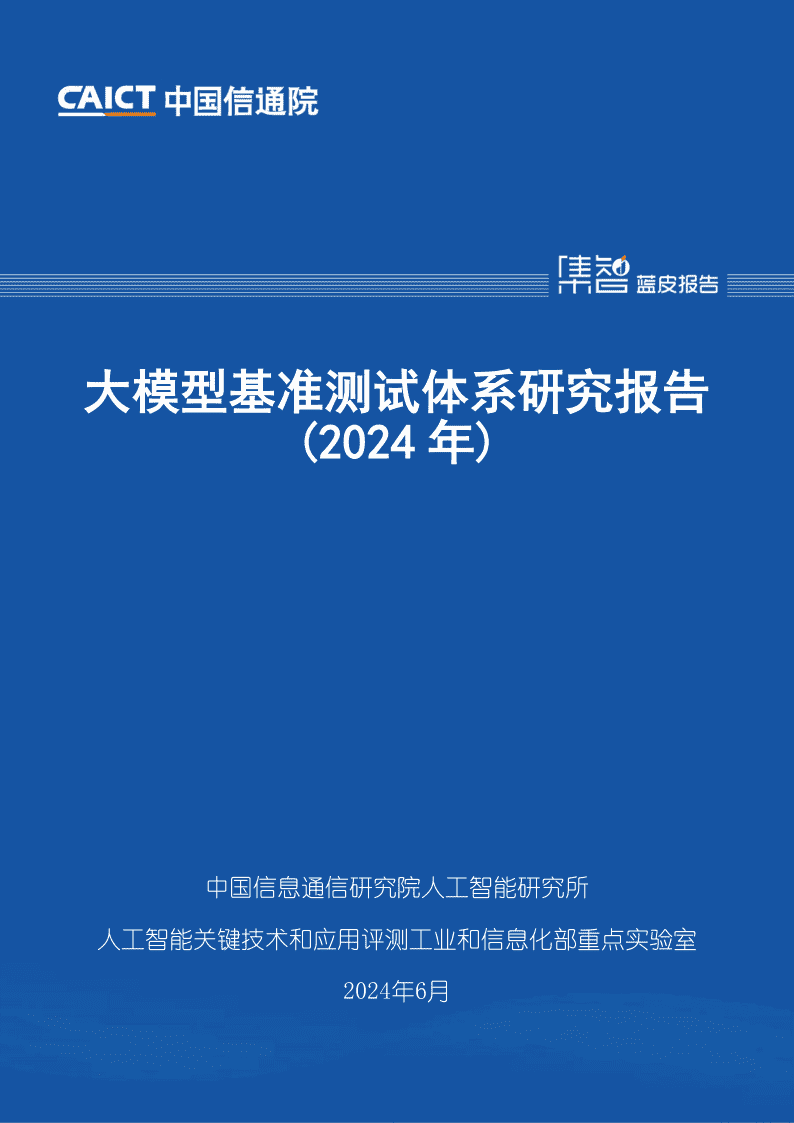 CAICT 中国信通院
集智 蓝皮报告
大模型基准测试体系研究报告
(2024 年)
中国信息通信研究院人工智能研究所
人工智能关键技术和应用评测工业和信息化部重点实验室
2024年6月